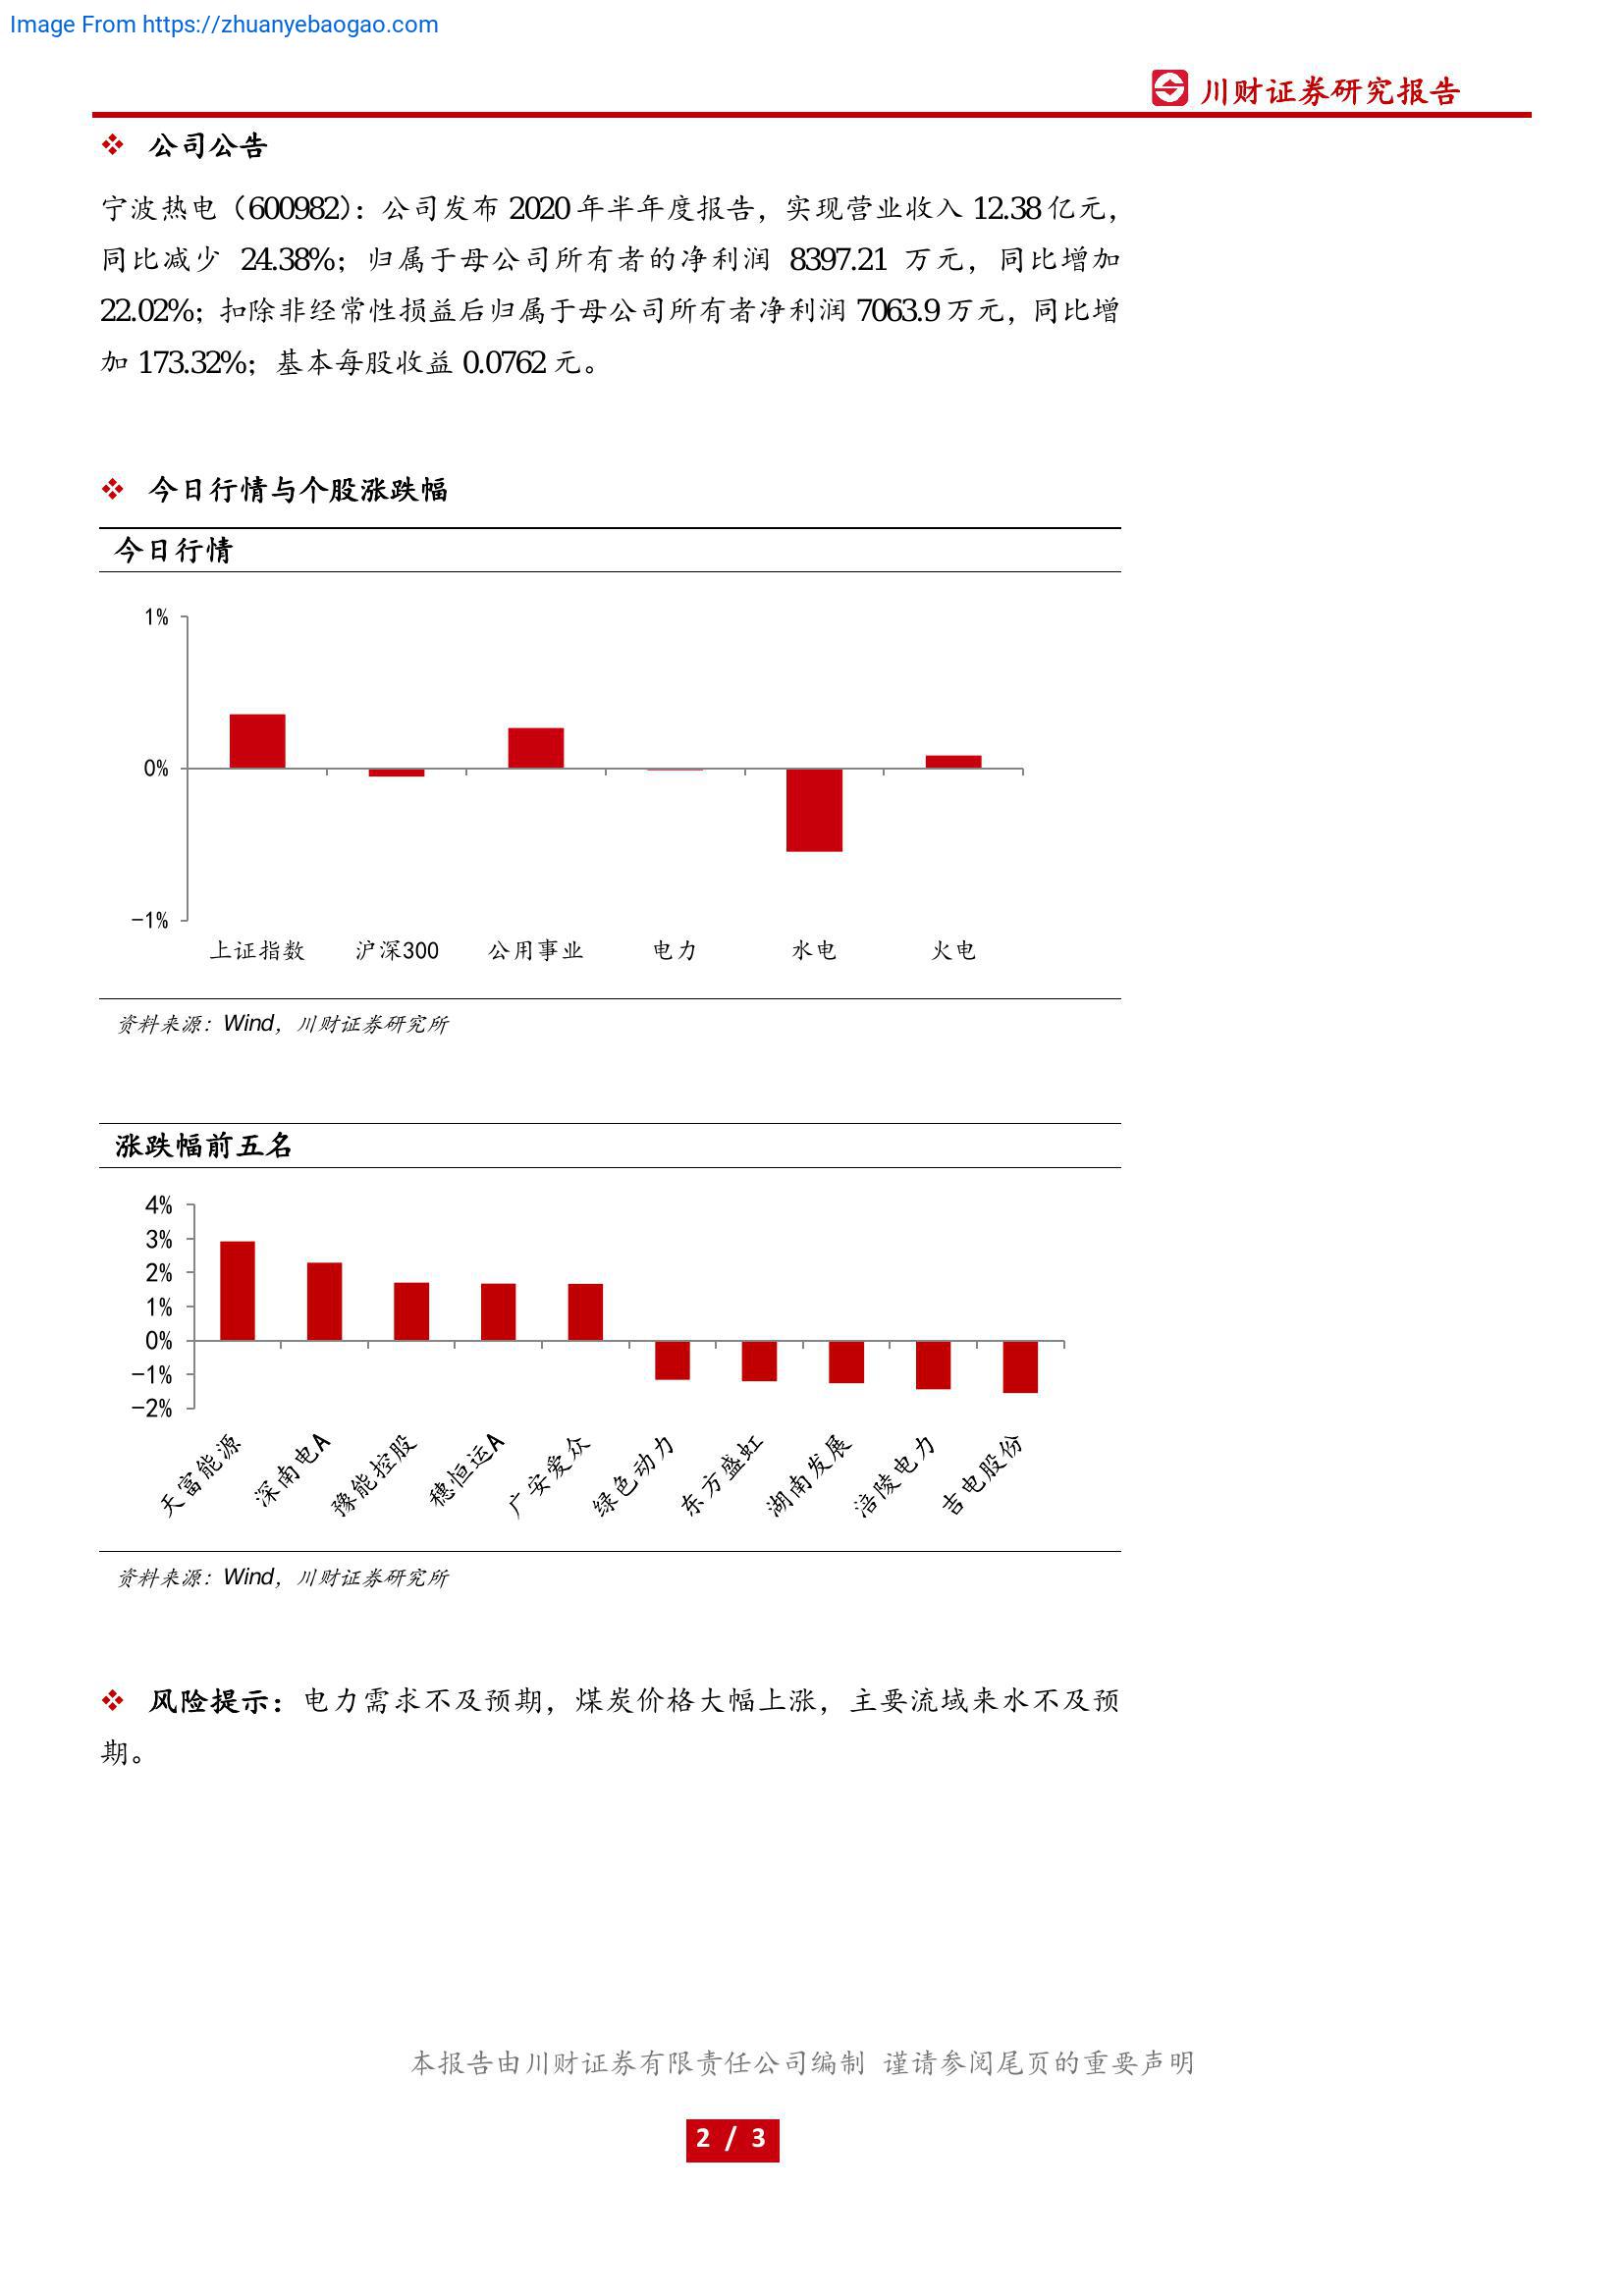 Image From https://zhuanyebaogao.com
川财证券研究报告
公司公告
宁波热电（600982）：公司发布 2020 年半年度报告，实现营业收入 12.38 亿元，
同比减少 24.38%；归属于母公司所有者的净利润 8397.21 万元，同比增加
22.02%；扣除非经常性损益后归属于母公司所有者净利润 7063.9 万元，同比增
加 173.32%；基本每股收益 0.0762 元。
今日行情与个股涨跌幅
今日行情
1%
0%
-1%
上证指数 沪深300 公用事业 电力 水电 火电
资料来源：Wind，川财证券研究所
涨跌幅前五名
4%
3%
2%
1%
0%
-1%
-2%
天富能源 深南电A 豫能控股 穗恒运A 广安爱众 绿色动力 东方盛虹 湖南发展 涪陵电力 吉电股份
资料来源：Wind，川财证券研究所
风险提示：电力需求不及预期，煤炭价格大幅上涨，主要流域来水不及预
期。
本报告由川财证券有限责任公司编制 谨请参阅尾页的重要声明
2 / 3